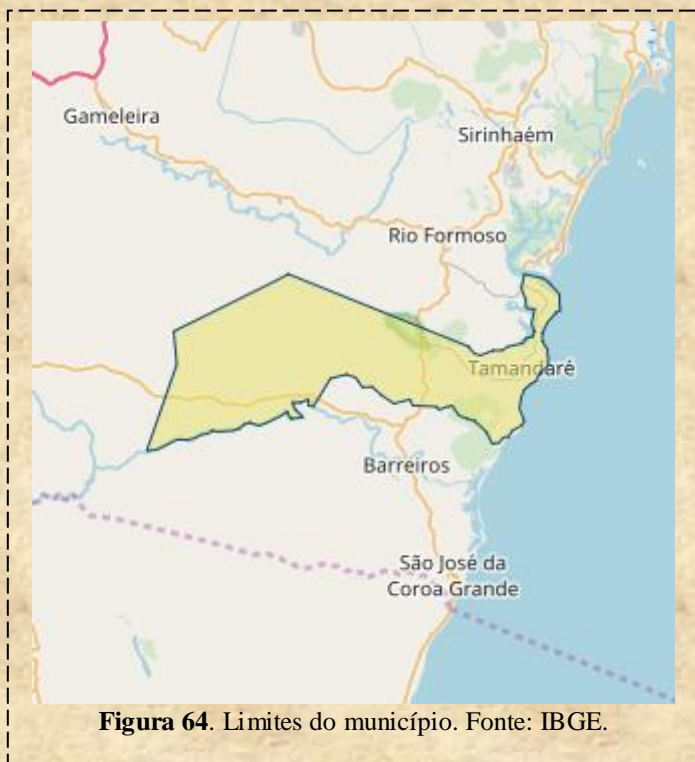 Gameleira
Sirinhaém
Rio Formoso
Tamandaré
Barreiros
São José da
Coroa Grande
Figura 64. Limites do município. Fonte: IBGE.